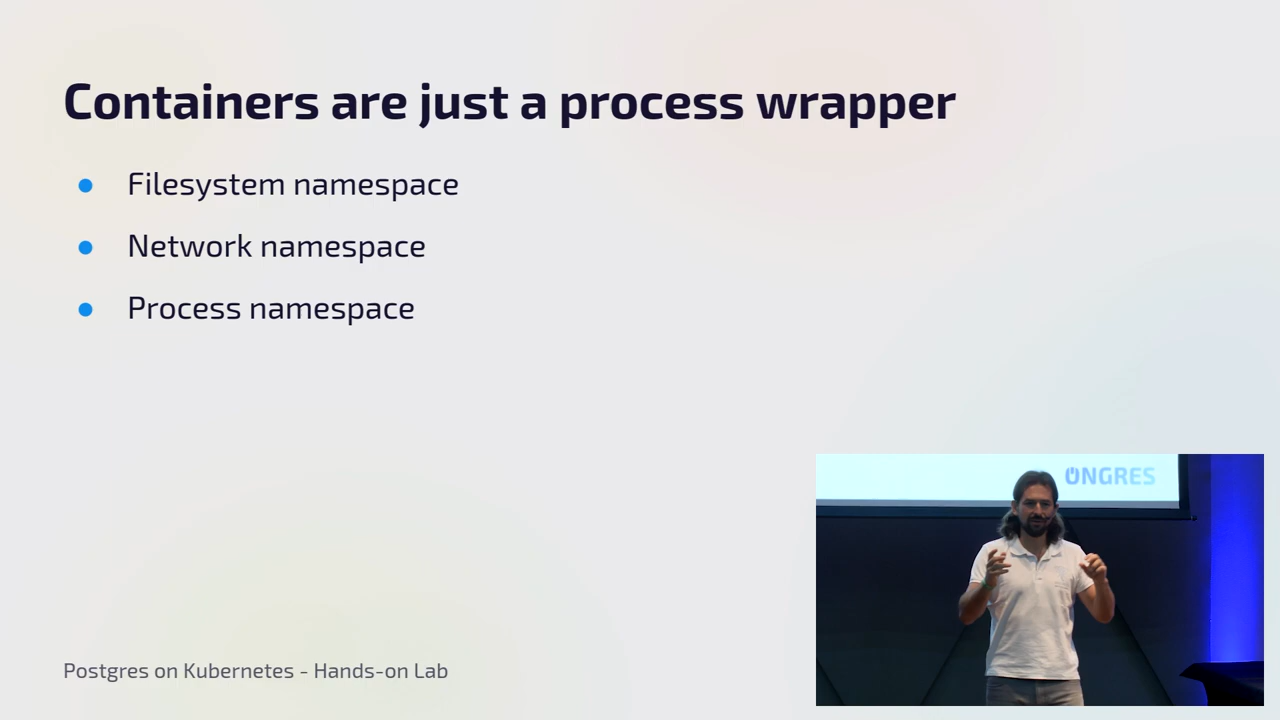 Containers are just a process wrapper
● Filesystem namespace
● Network namespace
● Process namespace
ONGRES
Postgres on Kubernetes - Hands-on Lab